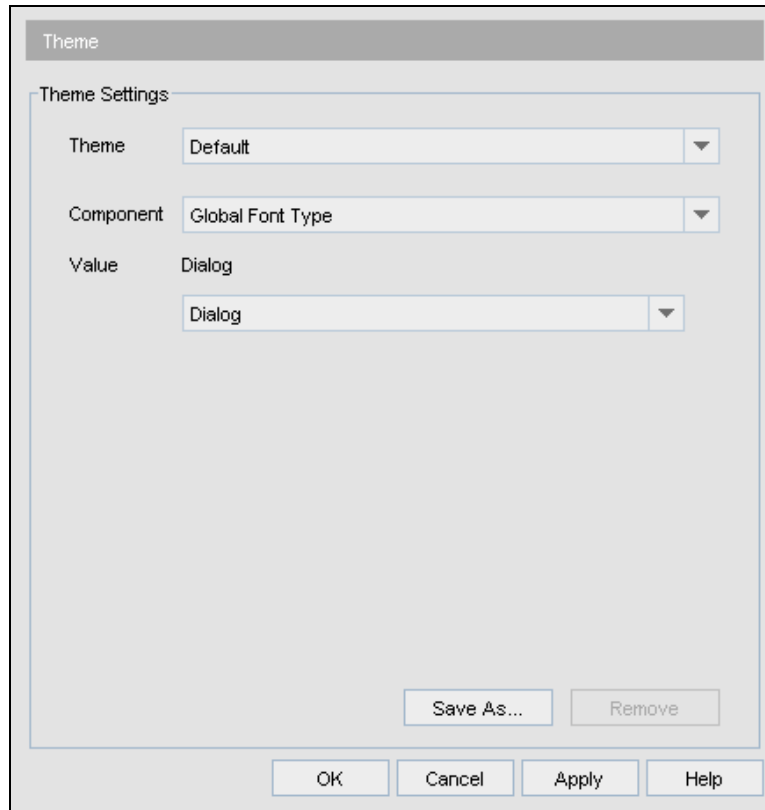 Theme
Theme Settings
Theme Default
Component Global Font Type
Value Dialog
Dialog
Save As... Remove
OK Cancel Apply Help